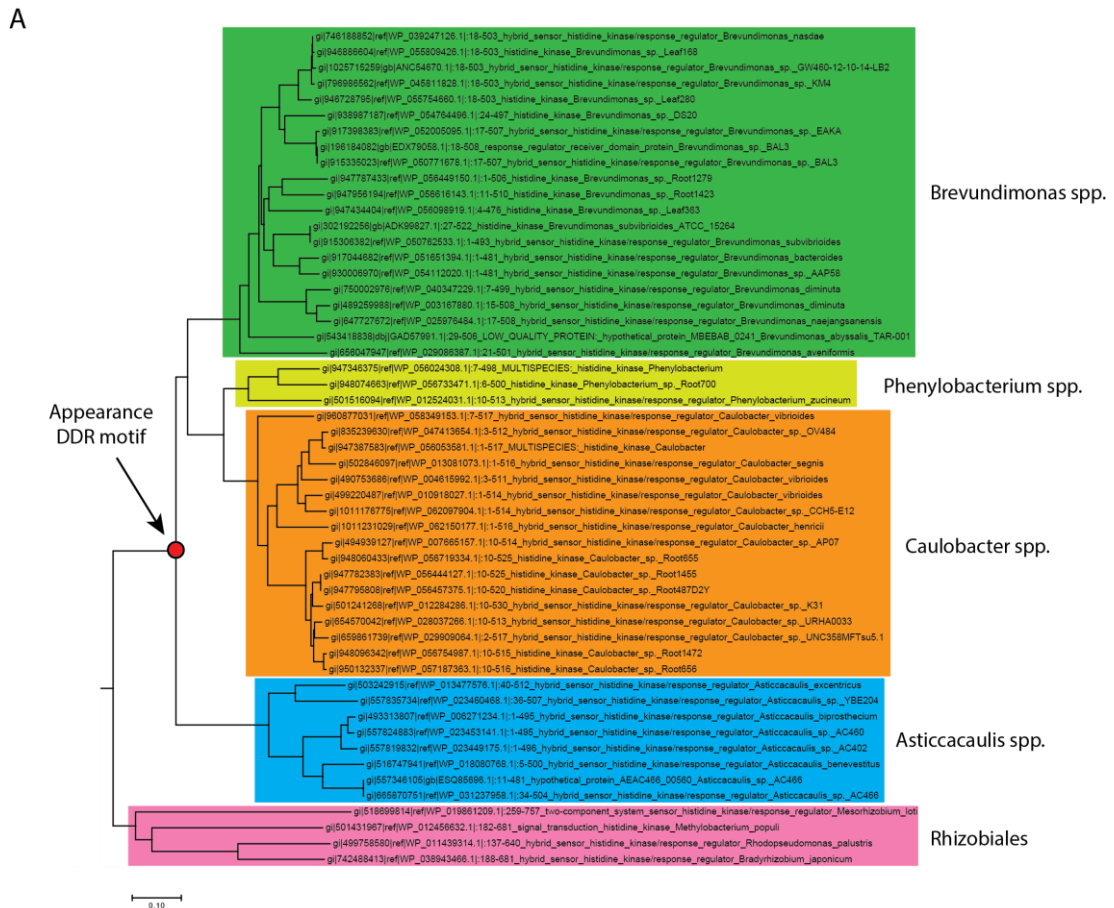 A
gi|746188852|ref|WP_039247126.1|:18-503_hybrid_sensor_histidine_kinase/response_regulator_Brevundimonas_nasdae
gi|946886604|ref|WP_055809426.1|:18-503_histidine_kinase_Brevundimonas_sp._Leaf168
gi|1025715259|gb|ANC54670.1|:18-503_hybrid_sensor_histidine_kinase/response_regulator_Brevundimonas_sp._GW460-12-10-14-LB2
gi|796986562|ref|WP_045811828.1|:18-503_hybrid_sensor_histidine_kinase/response_regulator_Brevundimonas_sp._KM4
gi|946728795|ref|WP_055754660.1|:18-503_histidine_kinase_Brevundimonas_sp._Leaf280
gi|938987187|ref|WP_054764496.1|:24-497_histidine_kinase_Brevundimonas_sp._DS20
gi|917398383|ref|WP_052005095.1|:17-507_hybrid_sensor_histidine_kinase/response_regulator_Brevundimonas_sp._EAKA
gi|196184082|gb|EDX79058.1|:18-508_response_regulator_receiver_domain_protein_Brevundimonas_sp._BAL3
gi|915335023|ref|WP_050771678.1|:17-507_hybrid_sensor_histidine_kinase/response_regulator_Brevundimonas_sp._BAL3
gi|947787433|ref|WP_056449150.1|:1-506_histidine_kinase_Brevundimonas_sp._Root1279
gi|947956194|ref|WP_056616143.1|:11-510_histidine_kinase_Brevundimonas_sp._Root1423
gi|947434404|ref|WP_056098919.1|:4-476_histidine_kinase_Brevundimonas_sp._Leaf363
gi|302192256|gb|ADK99827.1|:27-522_histidine_kinase_Brevundimonas_subvibrioides_ATCC_15264
gi|915306382|ref|WP_050762533.1|:1-493_hybrid_sensor_histidine_kinase/response_regulator_Brevundimonas_subvibrioides
gi|917044682|ref|WP_051651394.1|:1-481_hybrid_sensor_histidine_kinase/response_regulator_Brevundimonas_bacteroides
gi|930006970|ref|WP_054112020.1|:1-481_hybrid_sensor_histidine_kinase/response_regulator_Brevundimonas_sp._AAP58
gi|750002976|ref|WP_040347229.1|:7-499_hybrid_sensor_histidine_kinase/response_regulator_Brevundimonas_diminuta
gi|489259988|ref|WP_003167880.1|:15-508_hybrid_sensor_histidine_kinase/response_regulator_Brevundimonas_diminuta
gi|647727672|ref|WP_025976484.1|:17-508_hybrid_sensor_histidine_kinase/response_regulator_Brevundimonas_naejangsanensis
gi|543418838|dbj|GAD57991.1|:29-506_LOW_QUALITY_PROTEIN:_hypothetical_protein_MBEBAB_0241_Brevundimonas_abyssalis_TAR-001
gi|656047947|ref|WP_029086387.1|:21-501_hybrid_sensor_histidine_kinase/response_regulator_Brevundimonas_aveniformis
Brevundimonas spp.
gi|947346375|ref|WP_056024308.1|:7-498_MULTISPECIES:_histidine_kinase_Phenylobacterium
gi|948074663|ref|WP_056733471.1|:6-500_histidine_kinase_Phenylobacterium_sp._Root700
gi|501516094|ref|WP_012524031.1|:10-513_hybrid_sensor_histidine_kinase/response_regulator_Phenylobacterium_zucineum
Phenylobacterium spp.
Appearance
DDR motif
gi|960877031|ref|WP_058349153.1|:7-517_hybrid_sensor_histidine_kinase/response_regulator_Caulobacter_vibrioides
gi|835239630|ref|WP_047413654.1|:3-512_hybrid_sensor_histidine_kinase/response_regulator_Caulobacter_sp._OV484
gi|947387583|ref|WP_056053581.1|:1-517_MULTISPECIES:_histidine_kinase_Caulobacter
gi|502846097|ref|WP_013081073.1|:1-516_hybrid_sensor_histidine_kinase/response_regulator_Caulobacter_segnis
gi|490753686|ref|WP_004615992.1|:3-511_hybrid_sensor_histidine_kinase/response_regulator_Caulobacter_vibrioides
gi|499220487|ref|WP_010918027.1|:1-514_hybrid_sensor_histidine_kinase/response_regulator_Caulobacter_vibrioides
gi|1011176775|ref|WP_062097904.1|:1-514_hybrid_sensor_histidine_kinase/response_regulator_Caulobacter_sp._CCH5-E12
gi|1011231029|ref|WP_062150177.1|:1-516_hybrid_sensor_histidine_kinase/response_regulator_Caulobacter_henricii
gi|494939127|ref|WP_007665157.1|:10-514_hybrid_sensor_histidine_kinase/response_regulator_Caulobacter_sp._AP07
gi|948060433|ref|WP_056719334.1|:10-525_histidine_kinase_Caulobacter_sp._Root655
gi|947782383|ref|WP_056444127.1|:10-530_histidine_kinase_Caulobacter_sp._Root1455
gi|947795808|ref|WP_056457375.1|:10-520_histidine_kinase_Caulobacter_sp._Root487D2Y
gi|501241268|ref|WP_012284286.1|:10-530_hybrid_sensor_histidine_kinase/response_regulator_Caulobacter_sp._K31
gi|654570042|ref|WP_028037266.1|:10-513_hybrid_sensor_histidine_kinase/response_regulator_Caulobacter_sp._URHA0033
gi|659861739|ref|WP_029909064.1|:2-517_hybrid_sensor_histidine_kinase/response_regulator_Caulobacter_sp._UNC358MFTsu5.1
gi|948096342|ref|WP_056754987.1|:10-515_histidine_kinase_Caulobacter_sp._Root1472
gi|950132337|ref|WP_057187363.1|:10-516_histidine_kinase_Caulobacter_sp._Root656
Caulobacter spp.
gi|503242915|ref|WP_013477576.1|:40-512_hybrid_sensor_histidine_kinase/response_regulator_Asticcacaulis_excentricus
gi|557835734|ref|WP_023460468.1|:36-507_hybrid_sensor_histidine_kinase/response_regulator_Asticcacaulis_sp._YBE204
gi|493313807|ref|WP_006271234.1|:1-495_hybrid_sensor_histidine_kinase/response_regulator_Asticcacaulis_biprosthecium
gi|557824883|ref|WP_023453141.1|:1-495_hybrid_sensor_histidine_kinase/response_regulator_Asticcacaulis_sp._AC460
gi|557819832|ref|WP_023449175.1|:1-496_hybrid_sensor_histidine_kinase/response_regulator_Asticcacaulis_sp._AC402
gi|516747941|ref|WP_018080768.1|:5-500_hybrid_sensor_histidine_kinase/response_regulator_Asticcacaulis_benevestitus
gi|557346105|gb|ESQ85696.1|:11-481_hypothetical_protein_AEAC466_00560_Asticcacaulis_sp._AC466
gi|665870751|ref|WP_031237958.1|:34-504_hybrid_sensor_histidine_kinase/response_regulator_Asticcacaulis_sp._AC466
Asticcacaulis spp.
gi|518699814|ref|WP_019861209.1|:259-757_two-component_system_sensor_histidine_kinase/response_regulator_Mesorhizobium_loti
gi|501431967|ref|WP_012456632.1|:182-681_signal_transduction_histidine_kinase_Methylobacterium_populi
gi|499758580|ref|WP_011439314.1|:137-640_hybrid_sensor_histidine_kinase/response_regulator_Rhodopseudomonas_palustris
gi|742488413|ref|WP_038943466.1|:188-681_hybrid_sensor_histidine_kinase/response_regulator_Bradyrhizobium_japonicum
Rhizobiales
0.10